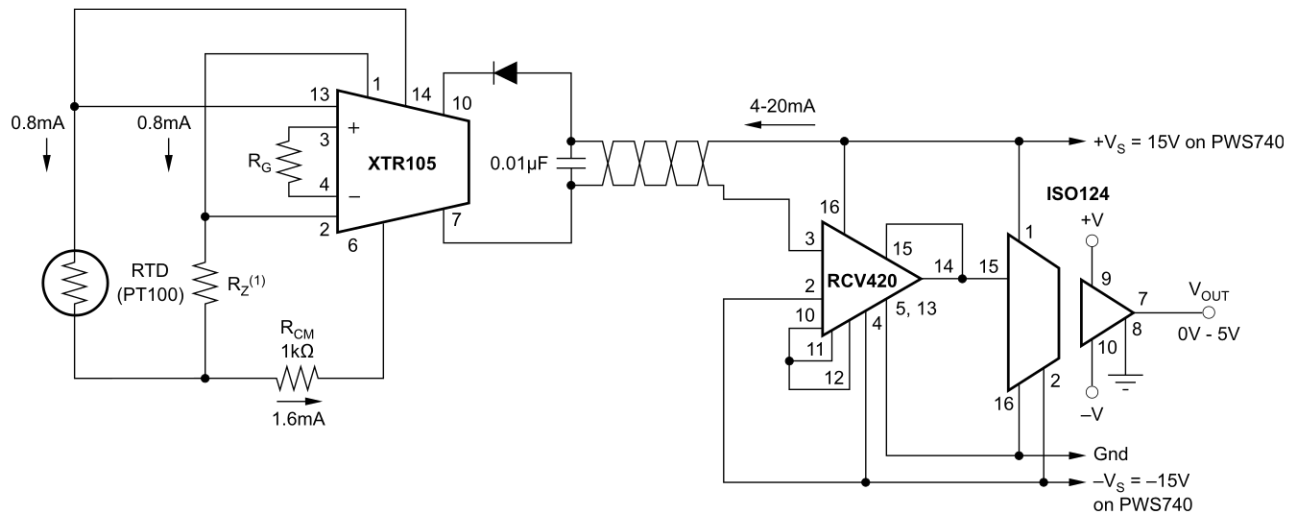 1
13
14
10
0.8mA
0.8mA
3
+
R_G
XTR105
4
−
2
6
7
0.01µF
4-20mA
+V_S = 15V on PWS740
ISO124
RTD
(PT100)
R_Z^(1)
R_CM
1kΩ
1.6mA
16
3
15
2
RCV420
14
15
10
5, 13
11
4
12
1
+V
9
7
V_OUT
8
0V - 5V
10
2
16
–V
Gnd
–V_S = –15V
on PWS740